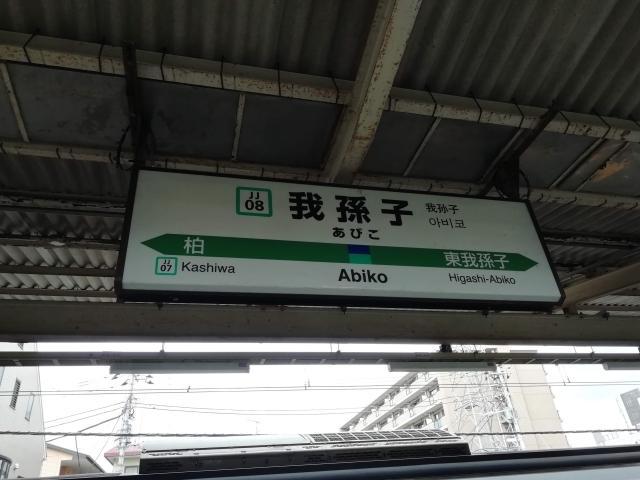 JJ
08
我孫子
我孙子
아비코
あびこ
柏
東我孫子
JJ
07
Kashiwa
Abiko
Higashi-Abiko